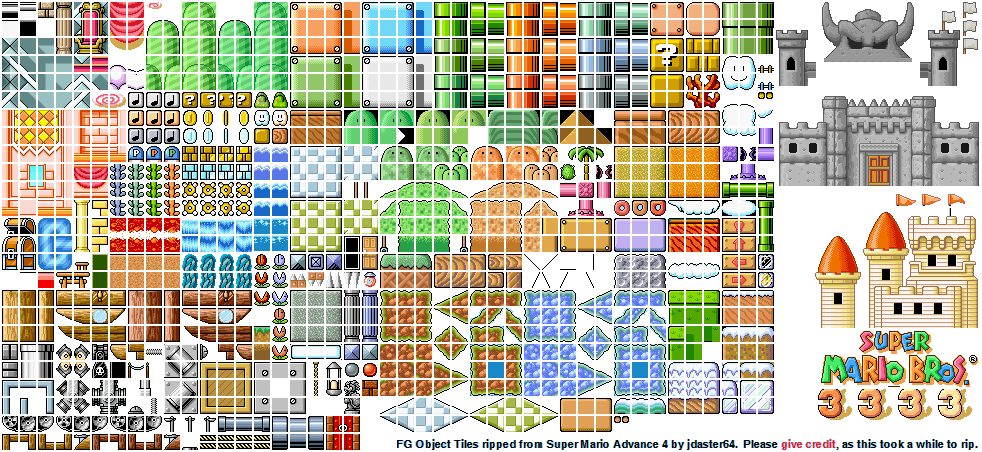 ?
P P P
SUPER
MARIO BROS.®
3 3 3 3
FG Object Tiles ripped from Super Mario Advance 4 by jdaster64. Please give credit, as this took a while to rip.